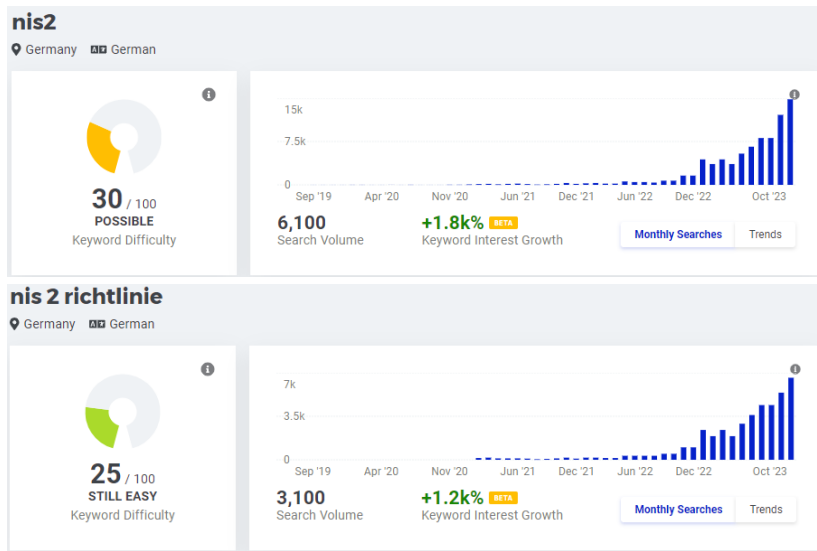 nis2
Germany German
15k
7.5k
0
Sep '19 Apr '20 Nov '20 Jun '21 Dec '21 Jun '22 Dec '22 Oct '23
30 / 100
POSSIBLE
Keyword Difficulty
6,100
Search Volume
+1.8k% BETA
Keyword Interest Growth
Monthly Searches Trends
nis 2 richtlinie
Germany German
7k
3.5k
0
Sep '19 Apr '20 Nov '20 Jun '21 Dec '21 Jun '22 Dec '22 Oct '23
25 / 100
STILL EASY
Keyword Difficulty
3,100
Search Volume
+1.2k% BETA
Keyword Interest Growth
Monthly Searches Trends